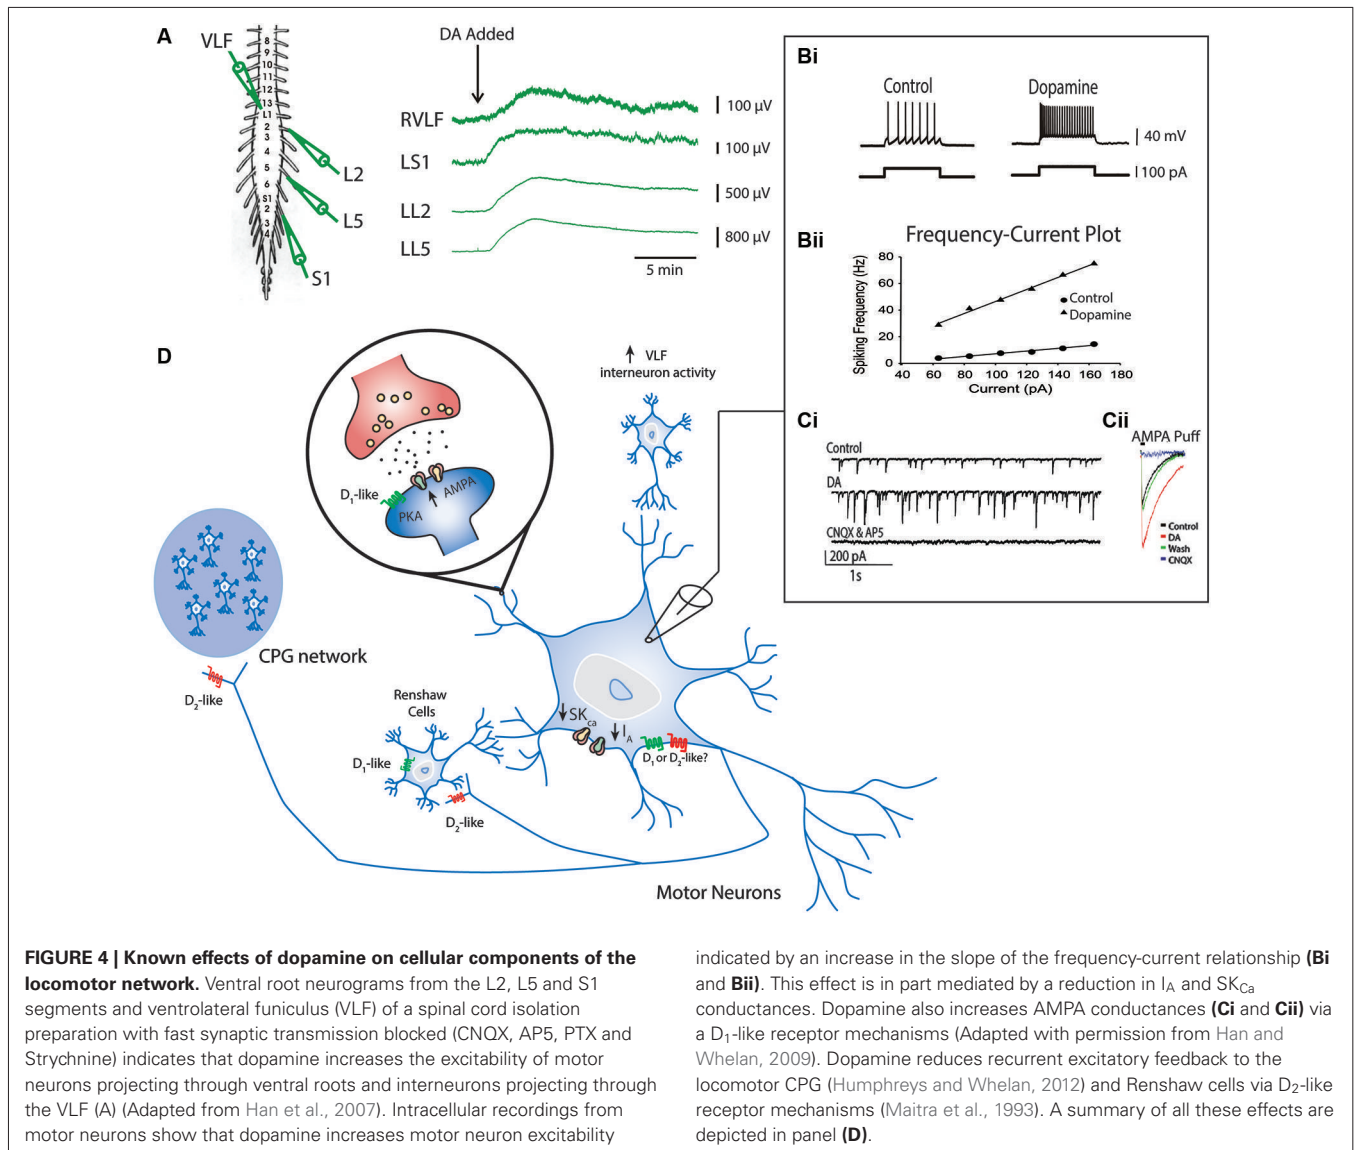 A
VLF
8
9
10
11
12
13
L1
2
3
4
5
6
S1
2
3
4
L2
L5
S1
DA Added
RVLF
100 µV
LS1
100 µV
LL2
500 µV
LL5
800 µV
5 min
Bi
Control
Dopamine
40 mV
100 pA
Bii
Frequency-Current Plot
Spiking Frequency (Hz)
80
60
40
20
0
Control
Dopamine
40 60 80 100 120 140 160 180
Current (pA)
Ci
Control
DA
CNQX & AP5
200 pA
1s
Cii
AMPA Puff
Control
DA
Wash
CNQX
D
VLF
interneuron activity
D1-like
AMPA
PKA
CPG network
D2-like
Renshaw
Cells
D1-like
D2-like
SKca
IA
D1 or D2-like?
Motor Neurons
FIGURE 4 | Known effects of dopamine on cellular components of the
locomotor network. Ventral root neurograms from the L2, L5 and S1
segments and ventrolateral funiculus (VLF) of a spinal cord isolation
preparation with fast synaptic transmission blocked (CNQX, AP5, PTX and
Strychnine) indicates that dopamine increases the excitability of motor
neurons projecting through ventral roots and interneurons projecting through
the VLF (A) (Adapted from Han et al., 2007). Intracellular recordings from
motor neurons show that dopamine increases motor neuron excitability
indicated by an increase in the slope of the frequency-current relationship (Bi
and Bii). This effect is in part mediated by a reduction in IA and SKCa
conductances. Dopamine also increases AMPA conductances (Ci and Cii) via
a D1-like receptor mechanisms (Adapted with permission from Han and
Whelan, 2009). Dopamine reduces recurrent excitatory feedback to the
locomotor CPG (Humphreys and Whelan, 2012) and Renshaw cells via D2-like
receptor mechanisms (Maitra et al., 1993). A summary of all these effects are
depicted in panel (D).